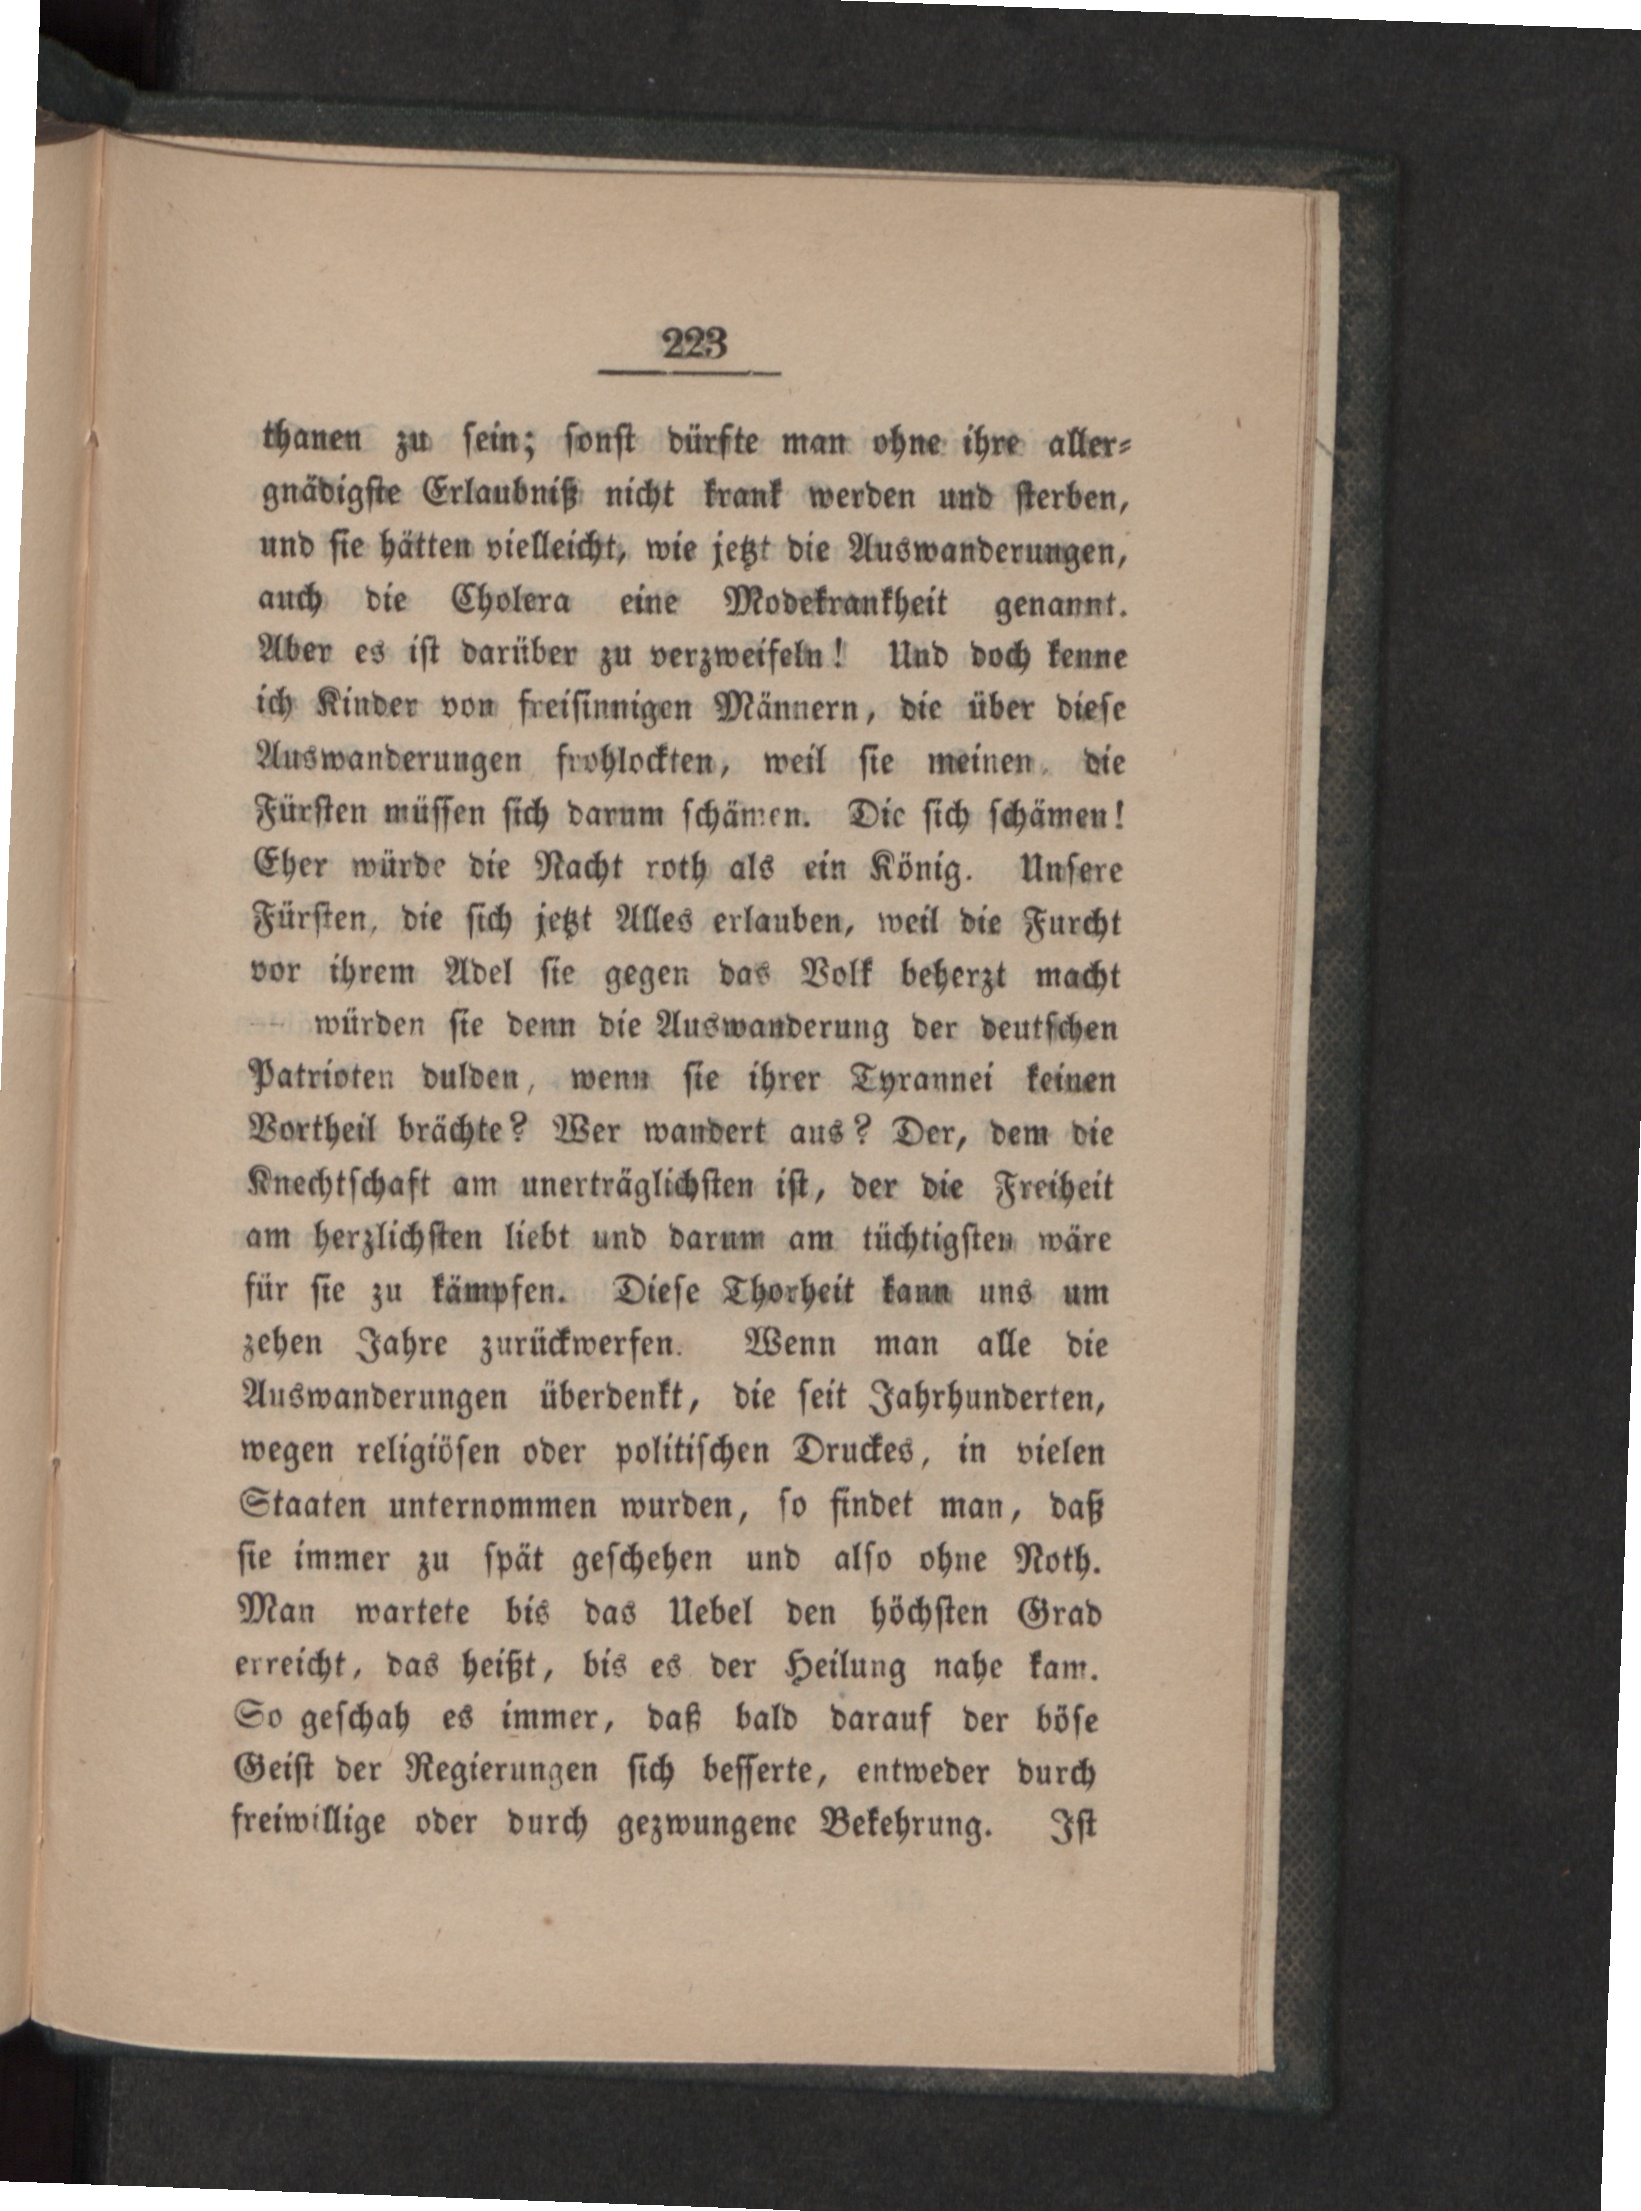 223
thanen zu sein; sonst dürfte man ohne ihre aller-
gnädigste Erlaubniß nicht krank werden und sterben,
und sie hätten vielleicht, wie jetzt die Auswanderungen,
auch die Cholera eine Modekrankheit genannt.
Aber es ist darüber zu verzweifeln! Und doch kenne
ich Kinder von freisinnigen Männern, die über diese
Auswanderungen frohlockten, weil sie meinen, die
Fürsten müssen sich darum schämen. Die sich schämen!
Eher würde die Nacht roth als ein König. Unsere
Fürsten, die sich jetzt Alles erlauben, weil die Furcht
vor ihrem Adel sie gegen das Volk beherzt macht
— würden sie denn die Auswanderung der deutschen
Patrioten dulden, wenn sie ihrer Tyrannei keinen
Vortheil brächte? Wer wandert aus? Der, dem die
Knechtschaft am unerträglichsten ist, der die Freiheit
am herzlichsten liebt und darum am tüchtigsten wäre
für sie zu kämpfen. Diese Thorheit kann uns um
zehen Jahre zurückwerfen. Wenn man alle die
Auswanderungen überdenkt, die seit Jahrhunderten,
wegen religiösen oder politischen Druckes, in vielen
Staaten unternommen wurden, so findet man, daß
sie immer zu spät geschehen und also ohne Noth.
Man wartete bis das Uebel den höchsten Grad
erreicht, das heißt, bis es der Heilung nahe kam.
So geschah es immer, daß bald darauf der böse
Geist der Regierungen sich besserte, entweder durch
freiwillige oder durch gezwungene Bekehrung. Ist